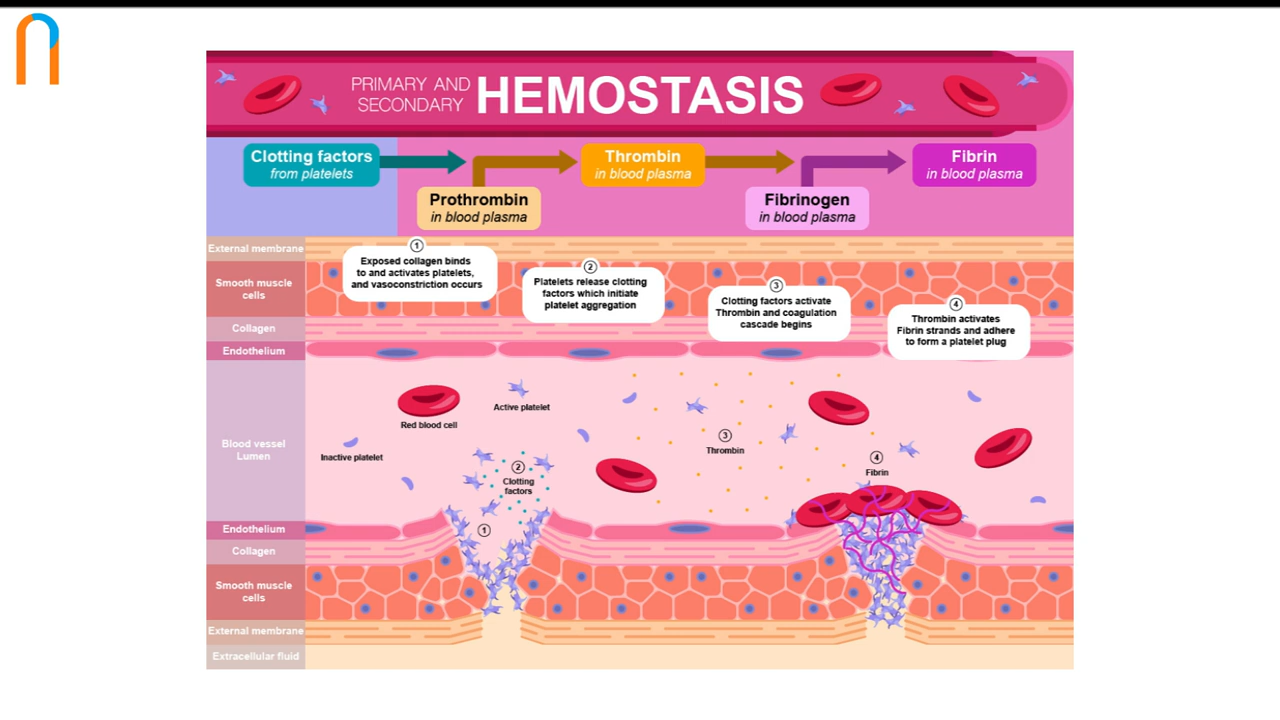 PRIMARY AND
SECONDARY
HEMOSTASIS
Clotting factors
from platelets
Thrombin
in blood plasma
Fibrin
in blood plasma
Prothrombin
in blood plasma
Fibrinogen
in blood plasma
External membrane
Smooth muscle
cells
Collagen
Endothelium
1
Exposed collagen binds
to and activates platelets,
and vasoconstriction occurs
2
Platelets release clotting
factors which initiate
platelet aggregation
3
Clotting factors activate
Thrombin and coagulation
cascade begins
4
Thrombin activates
Fibrin strands and adhere
to form a platelet plug
Blood vessel
Lumen
Red blood cell
Active platelet
Inactive platelet
2
Clotting
factors
1
3
Thrombin
4
Fibrin
Endothelium
Collagen
Smooth muscle
cells
External membrane
Extracellular fluid